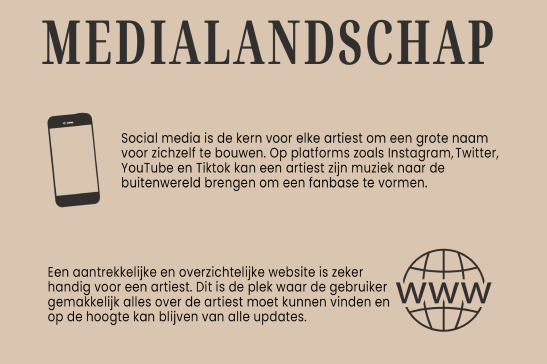 MEDIALANDSCHAP
Social media is de kern voor elke artiest om een grote naam
voor zichzelf te bouwen. Op platforms zoals Instagram, Twitter,
YouTube en Tiktok kan een artiest zijn muziek naar de
buitenwereld brengen om een fanbase te vormen.
Een aantrekkelijke en overzichtelijke website is zeker
handig voor een artiest. Dit is de plek waar de gebruiker
gemakkelijk alles over de artiest moet kunnen vinden en
op de hoogte kan blijven van alle updates.
WWW